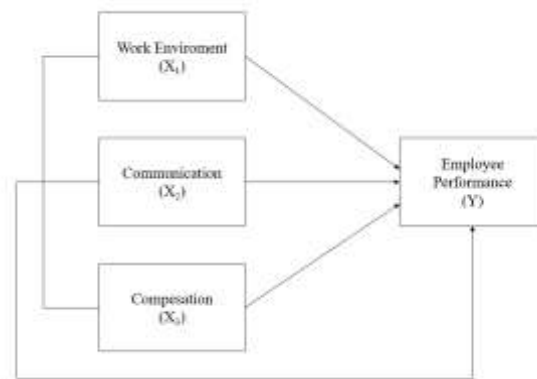 Work Enviroment
(X₁)
Communication
(X₂)
Compesation
(X₃)
Employee
Performance
(Y)